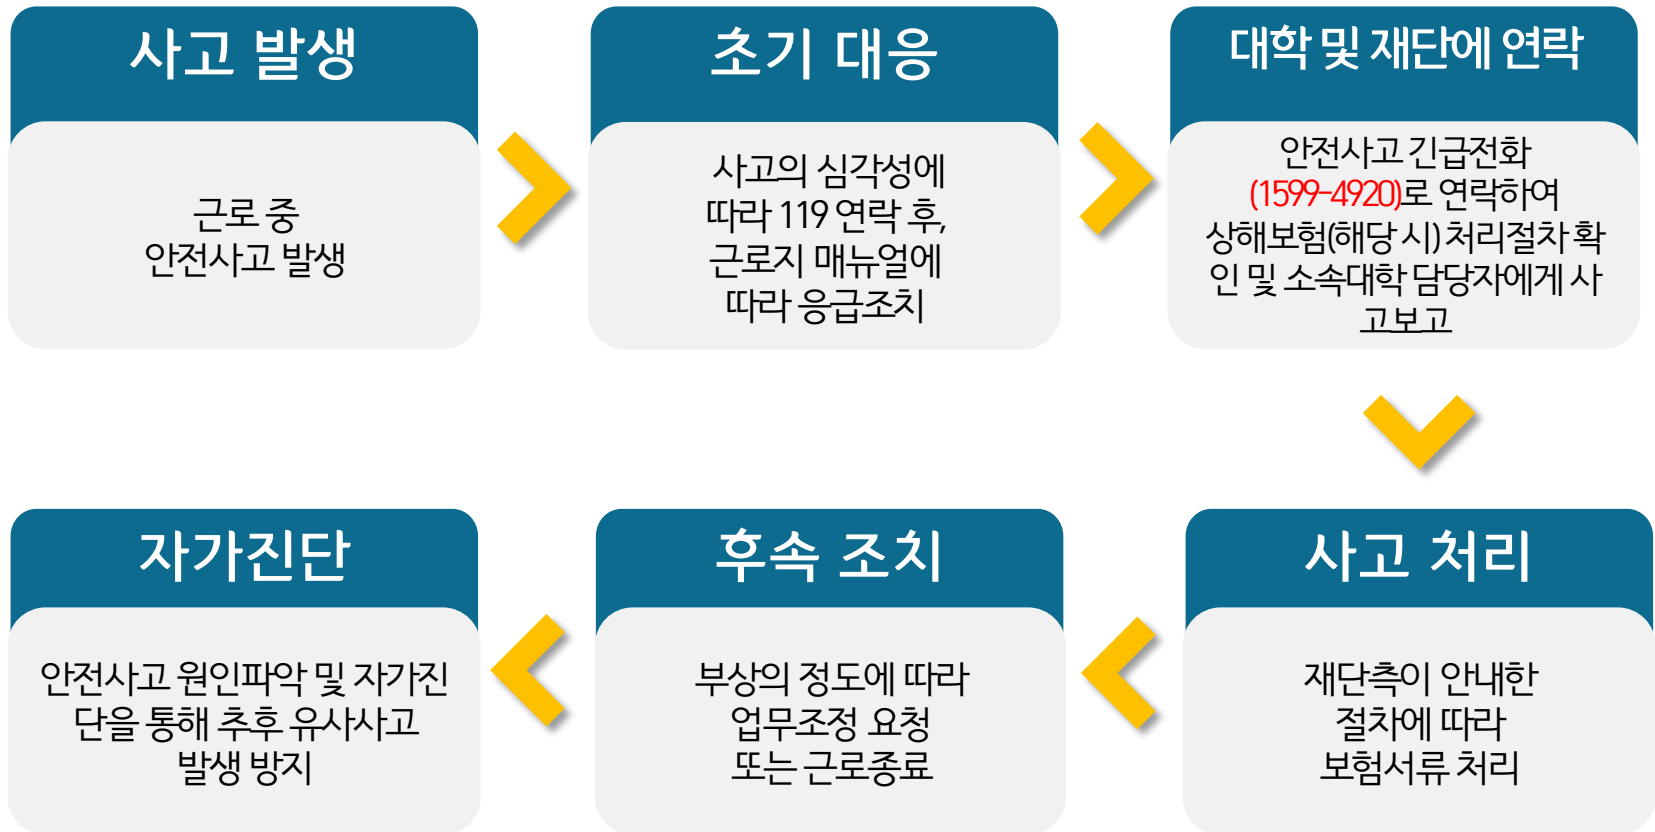 사고 발생
근로 중
안전사고 발생
초기 대응
사고의 심각성에
따라 119 연락 후,
근로지 매뉴얼에
따라 응급조치
대학 및 재단에 연락
안전사고 긴급전화
(1599-4920)로 연락하여
상해보험(해당 시) 처리절차 확
인 및 소속대학 담당자에게 사
고보고
사고 처리
재단측이 안내한
절차에 따라
보험서류 처리
후속 조치
부상의 정도에 따라
업무조정 요청
또는 근로종료
자가진단
안전사고 원인파악 및 자가진
단을 통해 추후 유사사고
발생 방지